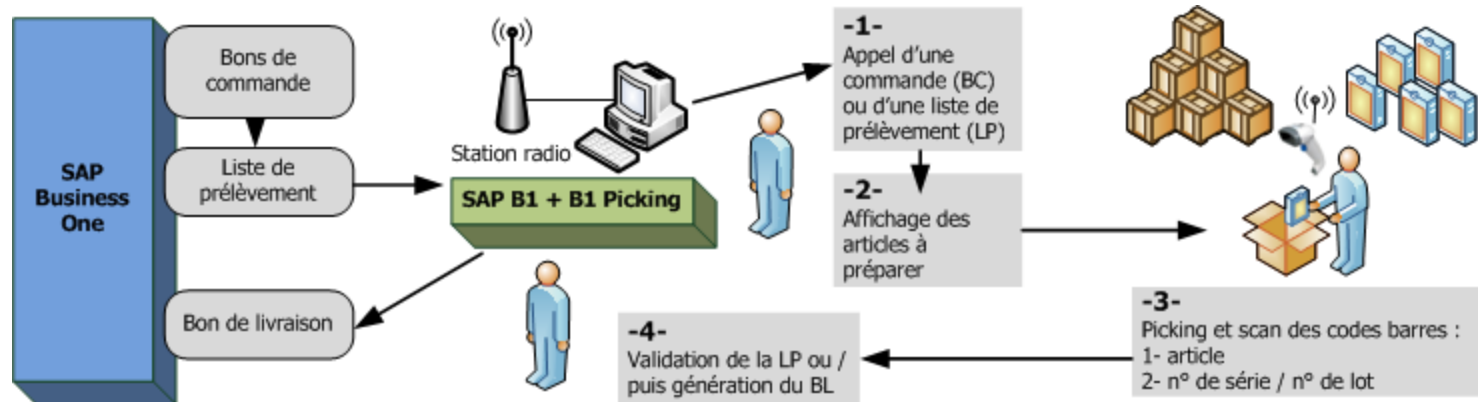 SAP
Business
One
Bons de
commande
Liste de
prélèvement
Bon de livraison
Station radio
SAP B1 + B1 Picking
-1-
Appel d'une
commande (BC)
ou d'une liste de
prélèvement (LP)
-2-
Affichage des
articles à
préparer
-3-
Picking et scan des codes barres :
1- article
2- n° de série / n° de lot
-4-
Validation de la LP ou /
puis génération du BL